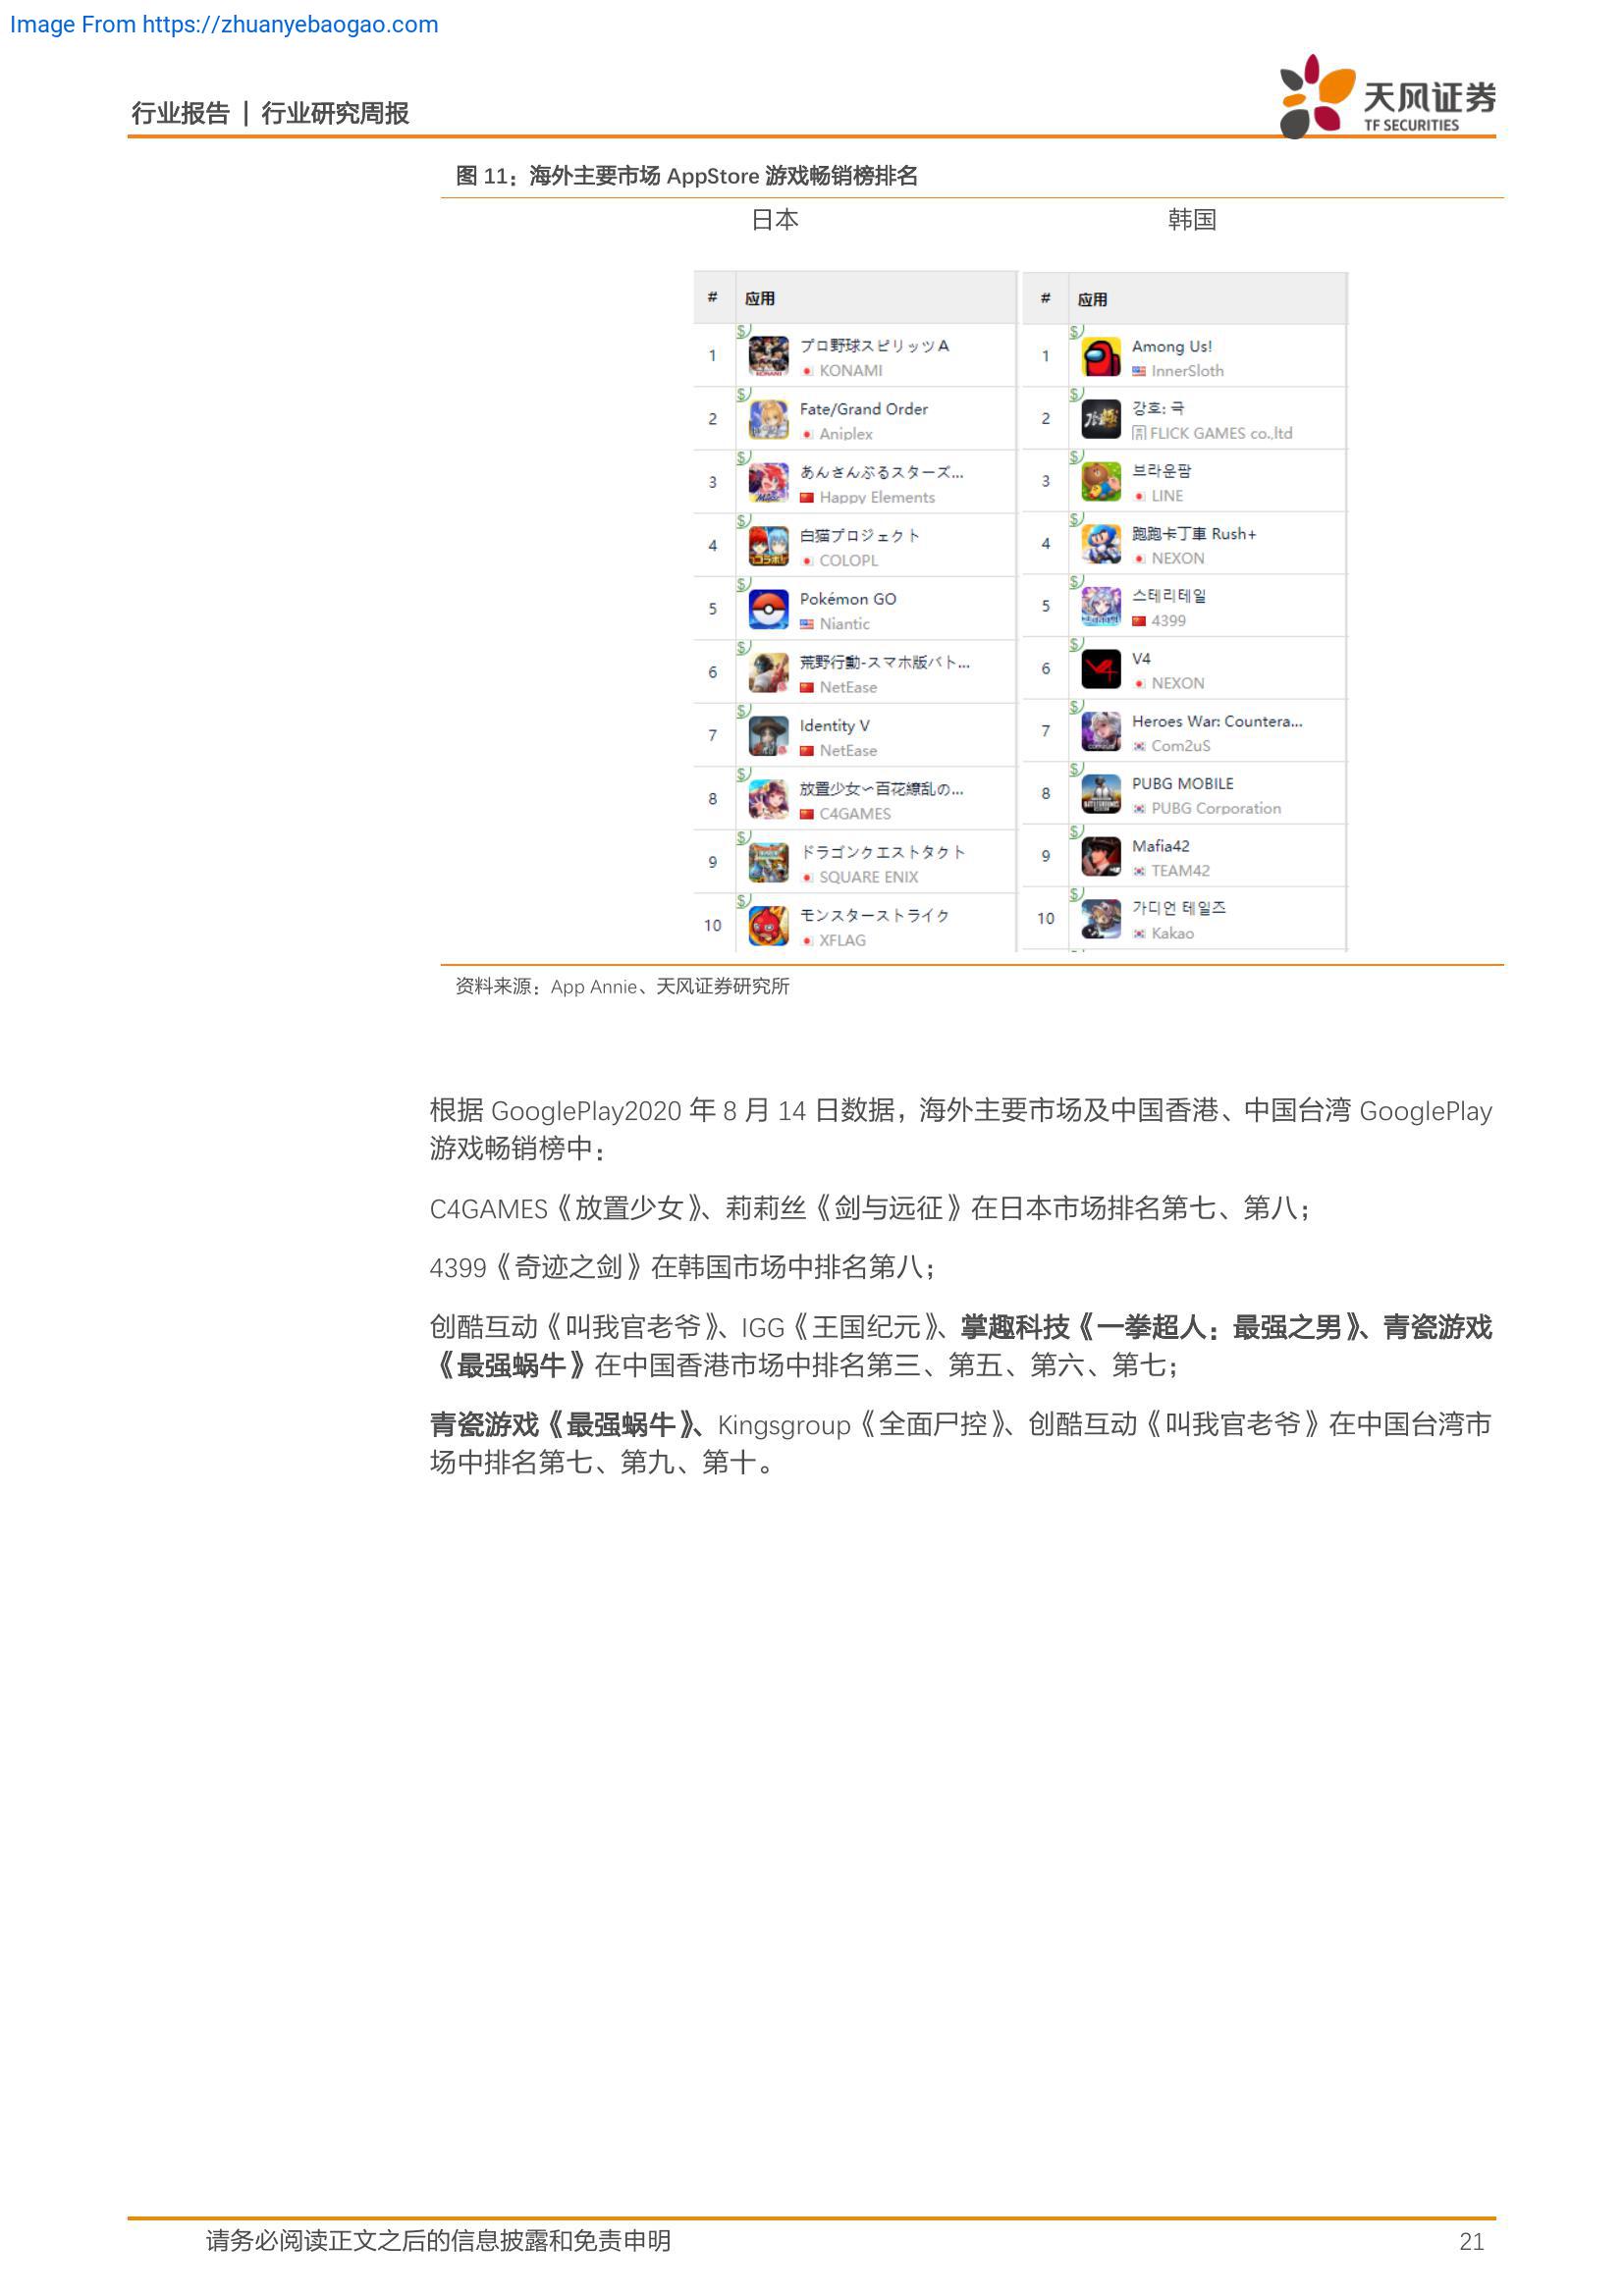 Image From https://zhuanyebaogao.com
行业报告 | 行业研究周报
天风证券
TF SECURITIES
图 11：海外主要市场 AppStore 游戏畅销榜排名
日本 韩国
# 应用
1 プロ野球スピリッツA
KONAMI
2 Fate/Grand Order
Aniplex
3 あんさんぶるスターズ...
Happy Elements
4 白猫プロジェクト
COLOPL
5 Pokémon GO
Niantic
6 荒野行動-スマホ版バト...
NetEase
7 Identity V
NetEase
8 放置少女～百花繚乱の...
C4GAMES
9 ドラゴンクエストタクト
SQUARE ENIX
10 モンスターストライク
XFLAG
# 应用
1 Among Us!
InnerSloth
2 강호: 극
FLICK GAMES co.,ltd
3 브라운팜
LINE
4 跑跑卡丁車 Rush+
NEXON
5 스테리테일
4399
6 V4
NEXON
7 Heroes War: Countera...
Com2uS
8 PUBG MOBILE
PUBG Corporation
9 Mafia42
TEAM42
10 가디언 테일즈
Kakao
资料来源：App Annie、天风证券研究所
根据 GooglePlay2020 年 8 月 14 日数据，海外主要市场及中国香港、中国台湾 GooglePlay
游戏畅销榜中：
C4GAMES《放置少女》、莉莉丝《剑与远征》在日本市场排名第七、第八；
4399《奇迹之剑》在韩国市场中排名第八；
创酷互动《叫我官老爷》、IGG《王国纪元》、掌趣科技《一拳超人：最强之男》、青瓷游戏
《最强蜗牛》在中国香港市场中排名第三、第五、第六、第七；
青瓷游戏《最强蜗牛》、Kingsgroup《全面尸控》、创酷互动《叫我官老爷》在中国台湾市
场中排名第七、第九、第十。
请务必阅读正文之后的信息披露和免责申明 21